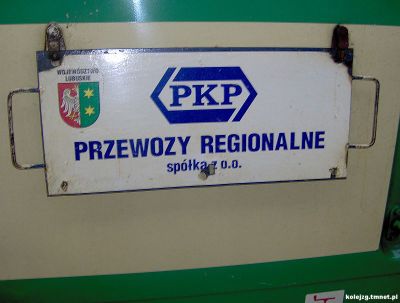 WOJEWÓDZTWO
LUBUSKIE
PKP
PRZEWOZY REGIONALNE
spółka z o.o.
kolejzg.tmnet.pl